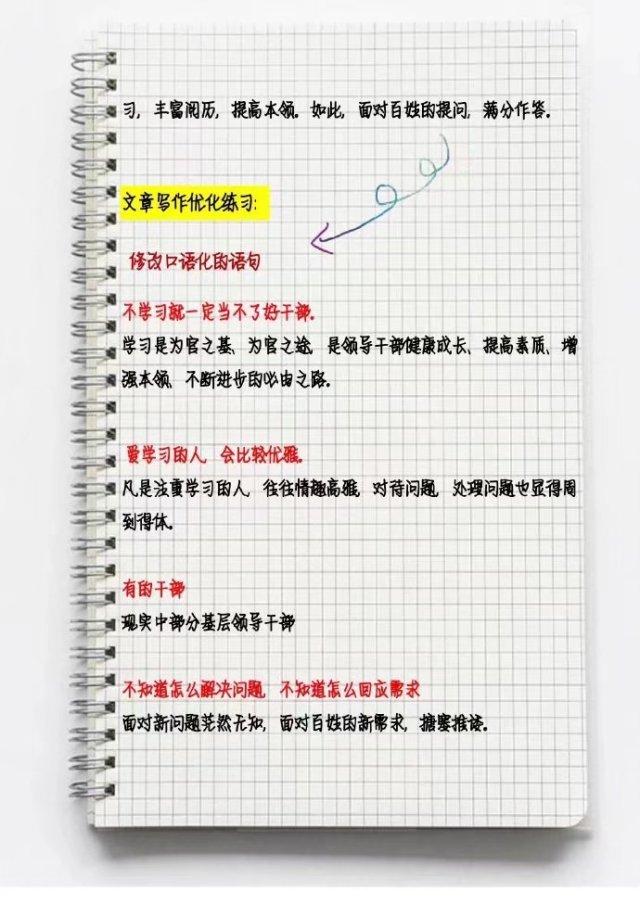 习，丰富阅历，提高本领。如此，面对百姓的提问，满分作答。
文章写作优化练习：
修改口语化的语句
不学习就一定当不了好干部。
学习是为官之基、为官之途，是领导干部健康成长、提高素质、增
强本领、不断进步的必由之路。
爱学习的人，会比较优雅。
凡是注重学习的人，往往情趣高雅，对待问题，处理问题也显得周
到得体。
有的干部
现实中部分基层领导干部
不知道怎么解决问题，不知道怎么回应需求
面对新问题茫然无知，面对百姓的新需求，搪塞推诿。